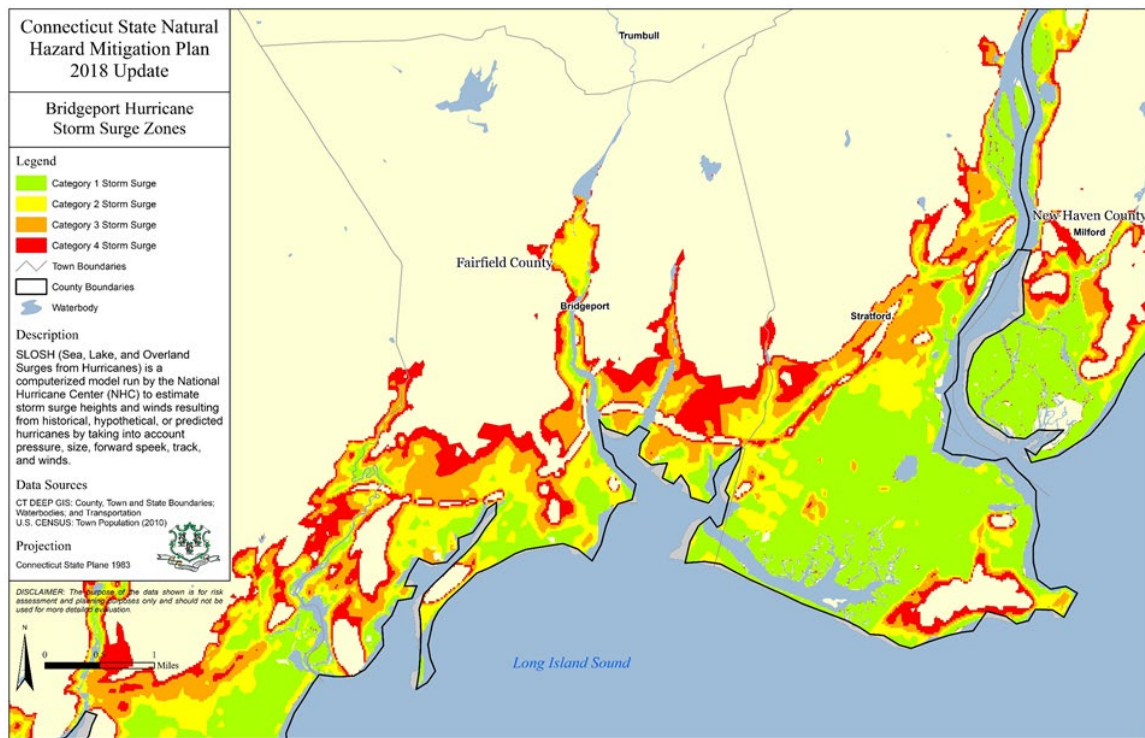 Connecticut State Natural
Hazard Mitigation Plan
2018 Update
Bridgeport Hurricane
Storm Surge Zones
Legend
Category 1 Storm Surge
Category 2 Storm Surge
Category 3 Storm Surge
Category 4 Storm Surge
Town Boundaries
County Boundaries
Waterbody
Description
SLOSH (Sea, Lake, and Overland
Surges from Hurricanes) is a
computerized model run by the National
Hurricane Center (NHC) to estimate
storm surge heights and winds resulting
from historical, hypothetical, or predicted
hurricanes by taking into account
pressure, size, forward speek, track,
and winds.
Data Sources
CT DEEP GIS: County, Town and State Boundaries;
Waterbodies; and Transportation
U.S. CENSUS: Town Population (2010)
Projection
Connecticut State Plane 1983
DISCLAIMER: The purpose of the data shown is for risk
assessment and planning purposes only and should not be
used for more detailed evaluation.
N
0 0.5 1
Miles
Trumbull
New Haven County
Milford
Fairfield County
Bridgeport
Stratford
Long Island Sound